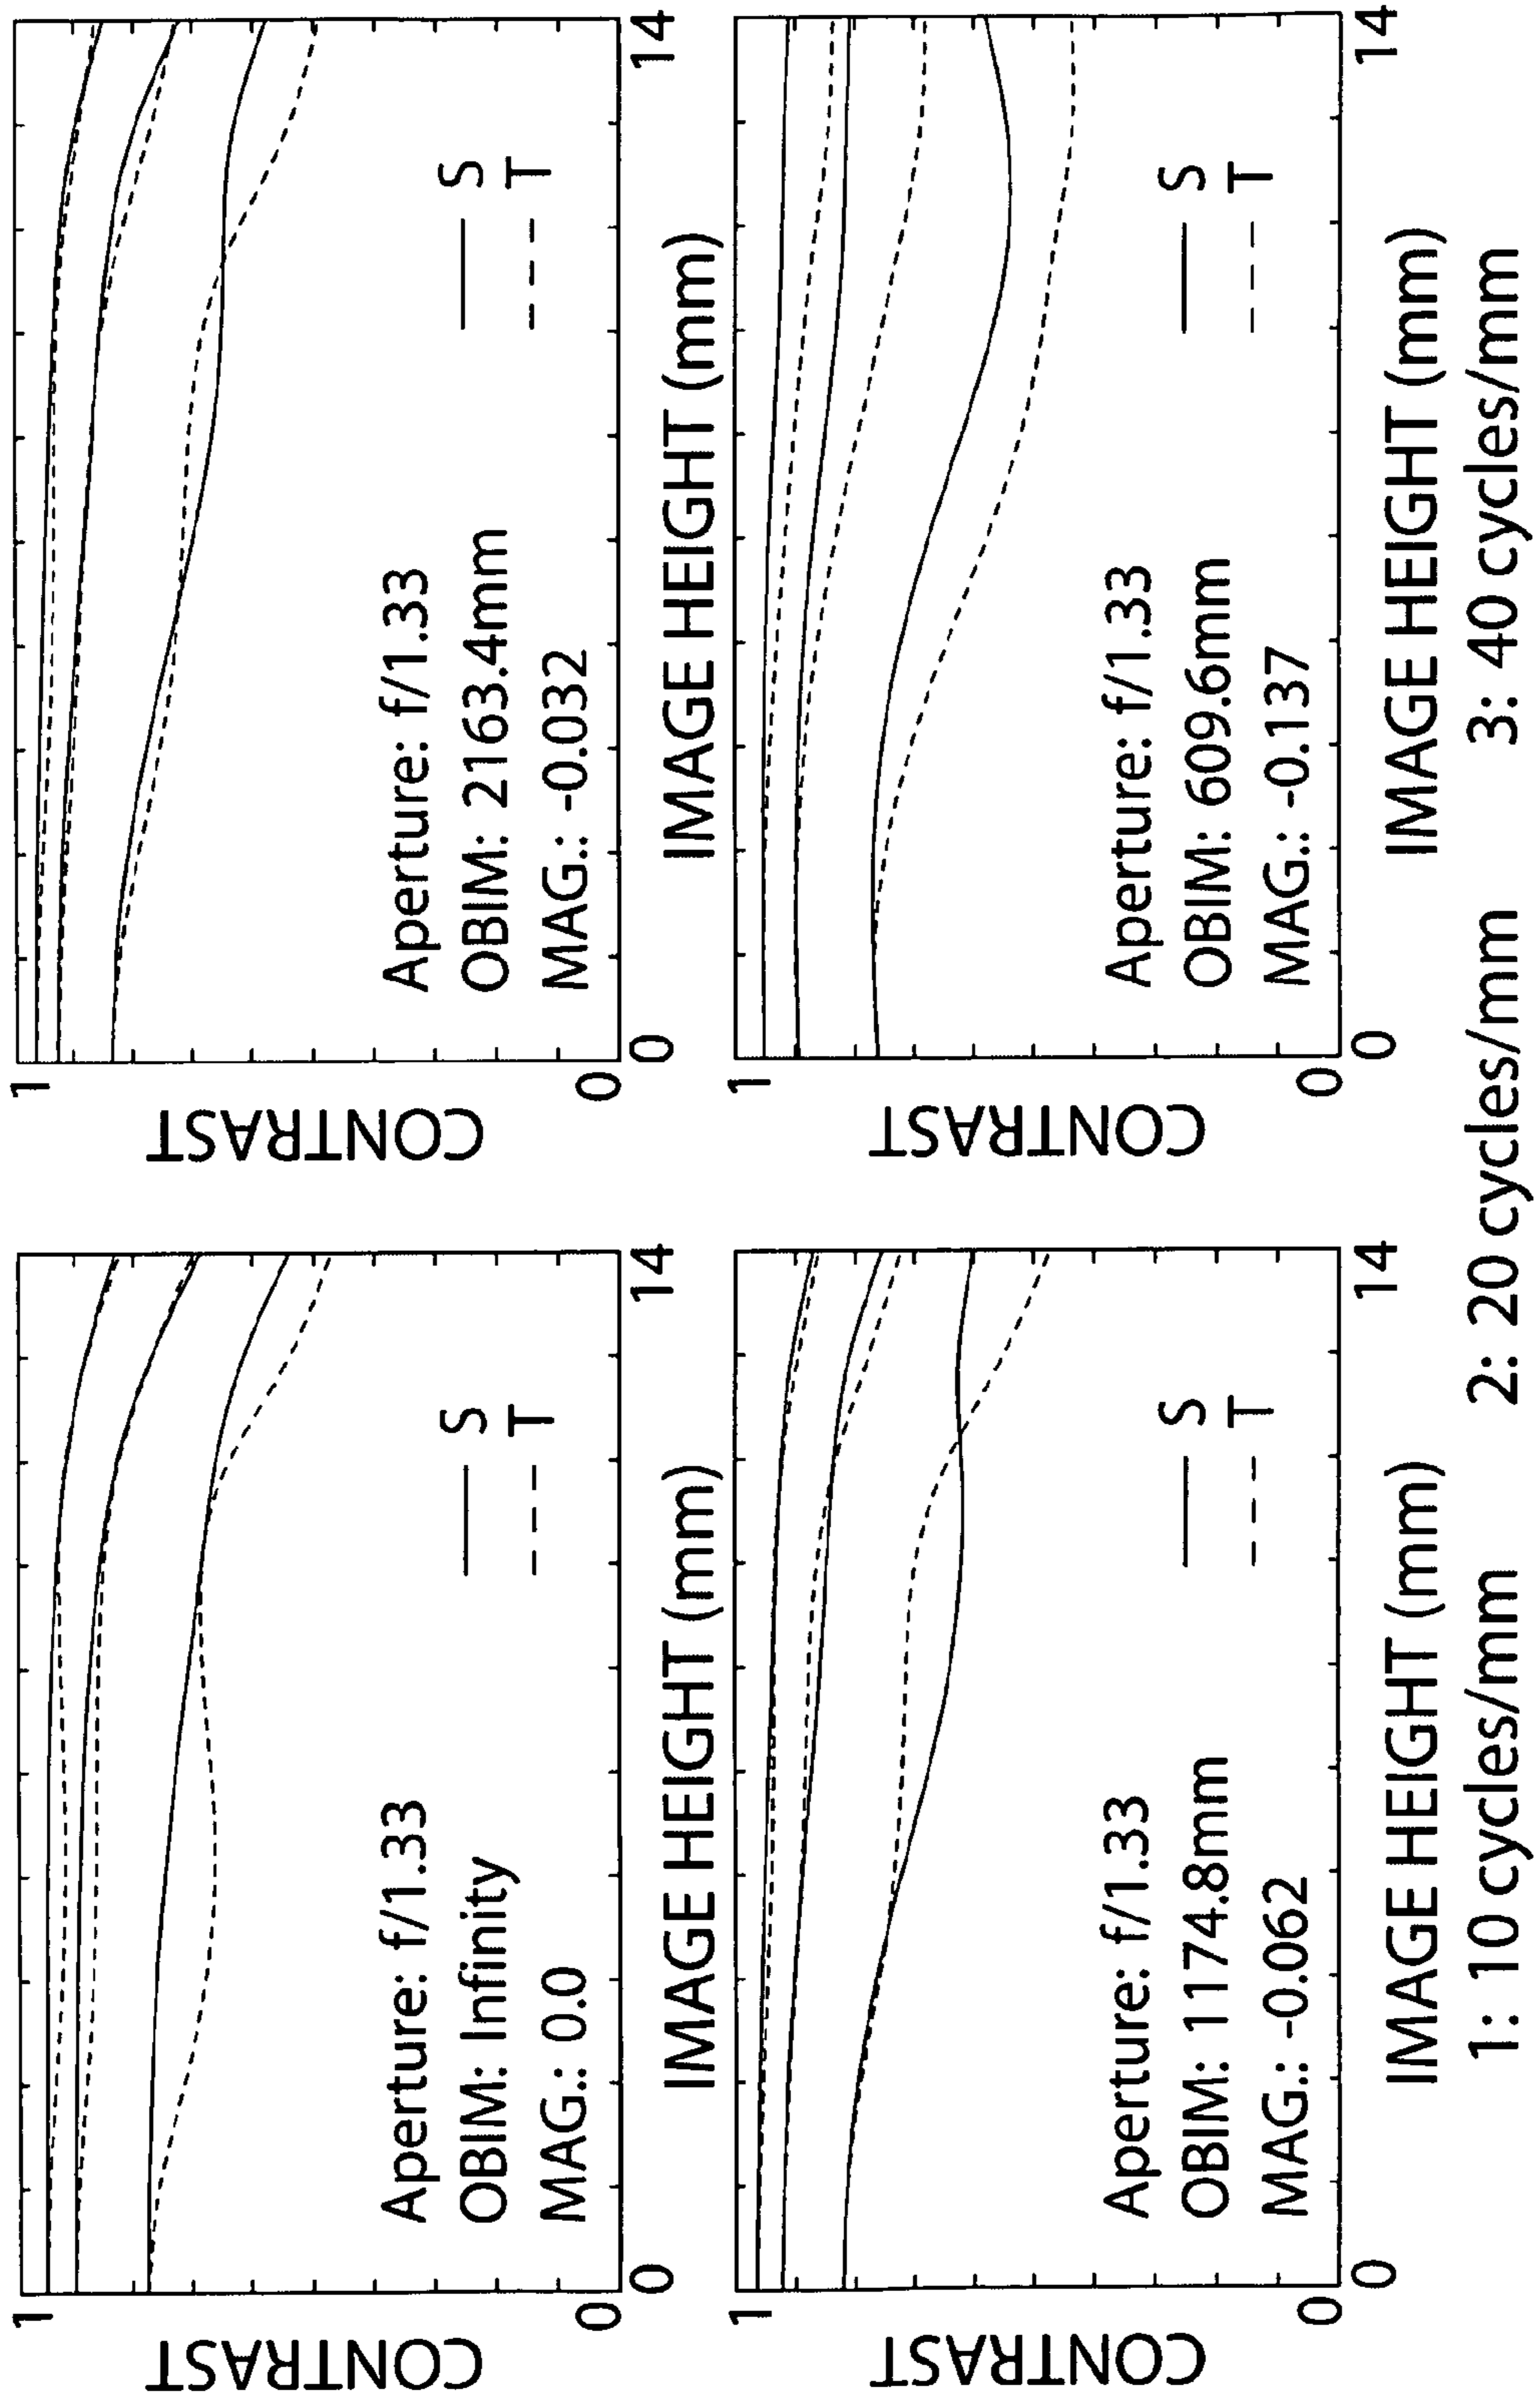 CONTRAST
1
0
Aperture: f/1.33
OBIM: Infinity
MAG.: 0.0
S
T
0
14
IMAGE HEIGHT (mm)
CONTRAST
1
0
Aperture: f/1.33
OBIM: 2163.4mm
MAG.: -0.032
S
T
0
14
IMAGE HEIGHT (mm)
CONTRAST
1
0
Aperture: f/1.33
OBIM: 1174.8mm
MAG.: -0.062
S
T
0
14
IMAGE HEIGHT (mm)
CONTRAST
1
0
Aperture: f/1.33
OBIM: 609.6mm
MAG.: -0.137
S
T
0
14
IMAGE HEIGHT (mm)
1: 10 cycles/mm 2: 20 cycles/mm 3: 40 cycles/mm